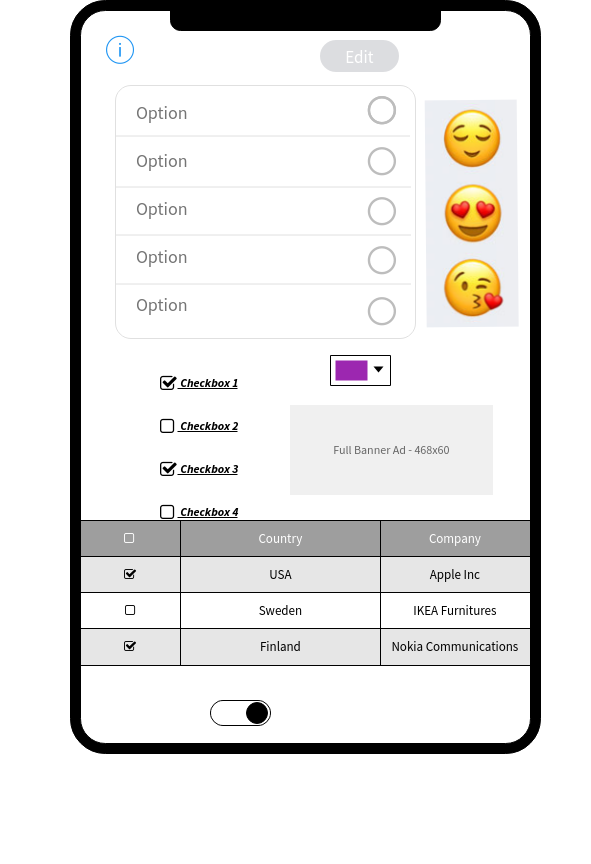 i
Edit
Option
Option
Option
Option
Option
Checkbox 1
Checkbox 2
Full Banner Ad - 468x60
Checkbox 3
Checkbox 4
Country Company
USA Apple Inc
Sweden IKEA Furnitures
Finland Nokia Communications